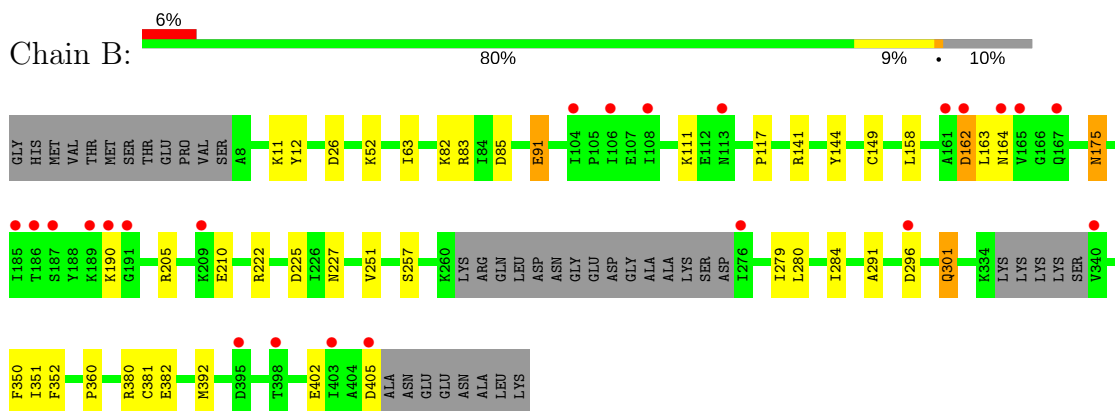 6%
Chain B:
80% 9% • 10%
GLY HIS MET VAL THR MET SER THR GLU PRO VAL SER A8 K11 Y12 D26 K52 I63 K82 R83 I84 D85 E91 I104 P105 I106 E107 I108 K111 E112 N113 P117 R141 Y144 C149 L158 A161 D162 L163 N164 V165 G166 Q167 N175
I185 T186 S187 Y188 K189 K190 G191 R205 K209 E210 R222 D225 I226 N227 V251 S257 K260 LYS ARG GLN LEU ASP ASN GLY GLU ASP GLY ALA ALA LYS SER ASP I276 I279 L280 I284 A291 D296 Q301 K334 LYS LYS LYS LYS SER V340
F350 I351 F352 P360 R380 C381 E382 M392 D395 T398 E402 I403 A404 D405 ALA ASN GLU GLU ASN ALA LEU LYS